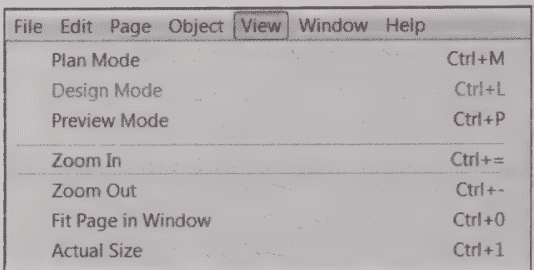 File Edit Page Object View Window Help
Plan Mode Ctrl+M
Design Mode Ctrl+L
Preview Mode Ctrl+P
Zoom In Ctrl+=
Zoom Out Ctrl+-
Fit Page in Window Ctrl+0
Actual Size Ctrl+1